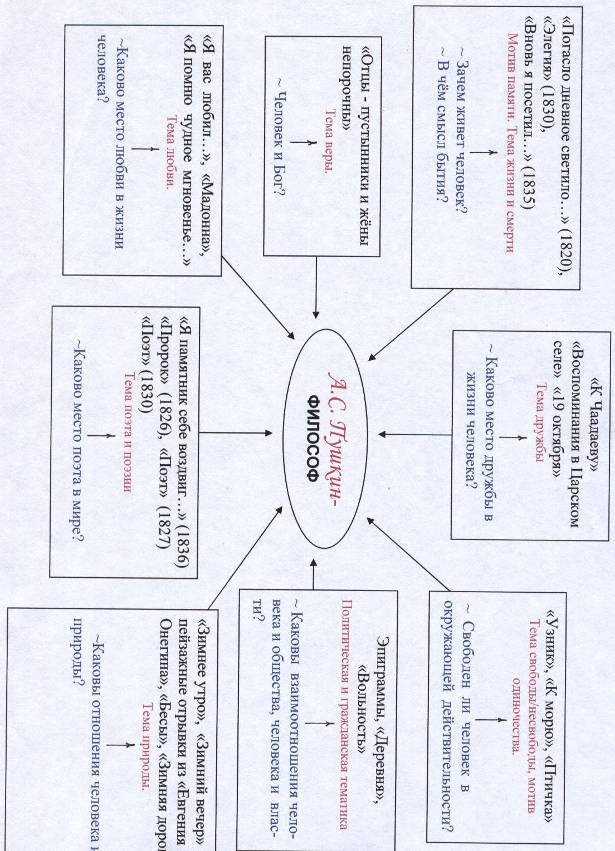 «Погасло дневное светило…» (1820),
«Элегия» (1830),
«Вновь я посетил…» (1835)
Мотив памяти. Тема жизни и смерти
~ Зачем живет человек?
~ В чём смысл бытия?
«К Чаадаеву»
«Воспоминания в Царском
селе» «19 октября»
Тема дружбы
~ Каково место дружбы в
жизни человека?
«Узник», «К морю», «Птичка»
Тема свободы/несвободы, мотив
одиночества.
~ Свободен ли человек в
окружающей действительности?
«Отцы - пустынники и жёны
непорочны»
Тема веры.
~ Человек и Бог?
А.С. Пушкин-
ФИЛОСОФ
Эпиграммы, «Деревня»,
«Вольность»
Политическая и гражданская тематика
~ Каковы взаимоотношения чело-
века и общества, человека и влас-
ти?
«Я вас любил…», «Мадонна»,
«Я помню чудное мгновенье…»
Тема любви.
~Каково место любви в жизни
человека?
«Я памятник себе воздвиг…» (1836)
«Пророк» (1826), «Поэт» (1827)
«Поэт» (1830)
Тема поэта и поэзии
~Каково место поэта в мире?
«Зимнее утро», «Зимний вечер»
пейзажные отрывки из «Евгения
Онегина», «Бесы», «Зимняя доро
Тема природы.
~Каковы отношения человека и
природы?